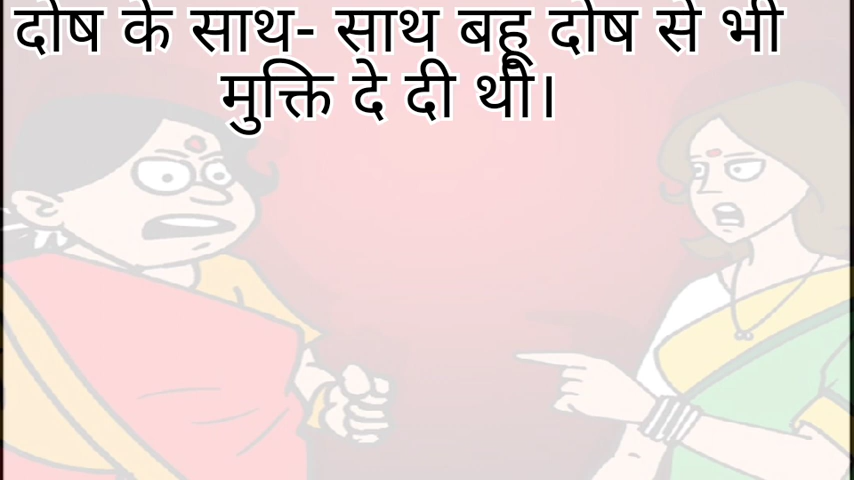 दोष के साथ- साथ बहू दोष से भी
मुक्ति दे दी थी।